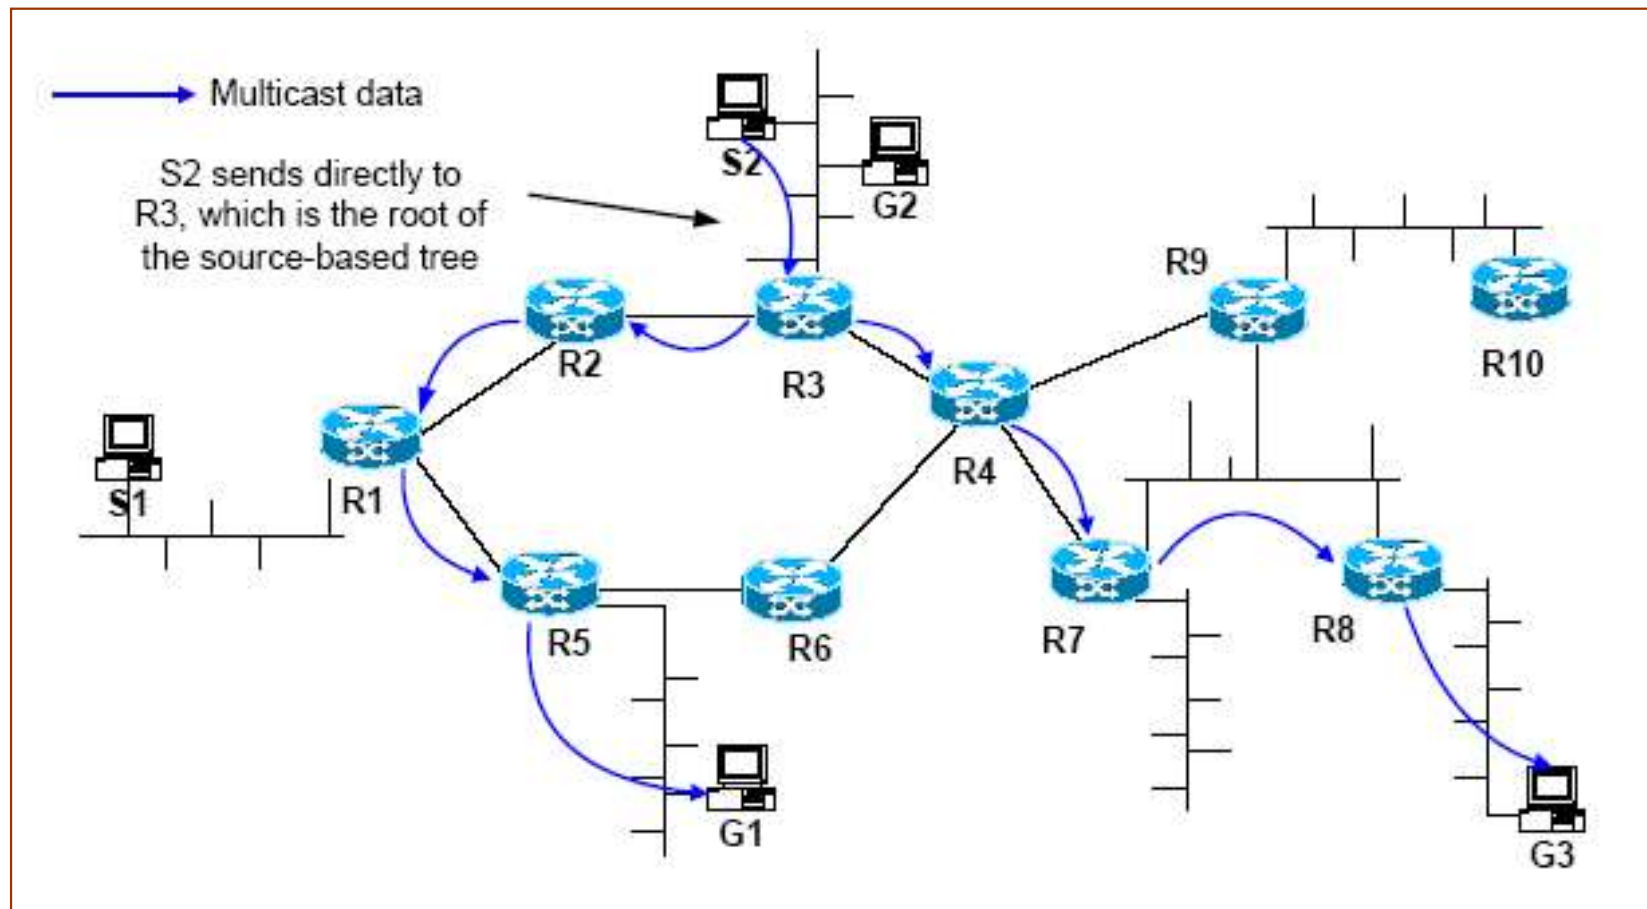 Multicast data
S2 sends directly to
R3, which is the root of
the source-based tree
S2
G2
R9
R10
R2
R3
R4
S1
R1
R5
R6
R7
R8
G1
G3